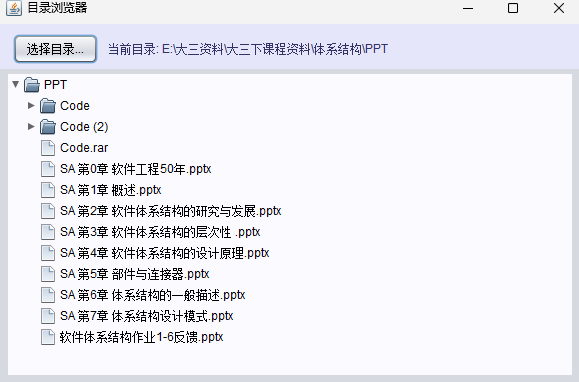 目录浏览器
选择目录... 当前目录: E:\大三资料\大三下课程资料\体系结构\PPT
PPT
Code
Code (2)
Code.rar
SA 第0章 软件工程50年.pptx
SA 第1章 概述.pptx
SA 第2章 软件体系结构的研究与发展.pptx
SA 第3章 软件体系结构的层次性 .pptx
SA 第4章 软件体系结构的设计原理.pptx
SA 第5章 部件与连接器.pptx
SA 第6章 体系结构的一般描述.pptx
SA 第7章 体系结构设计模式.pptx
软件体系结构作业1-6反馈.pptx